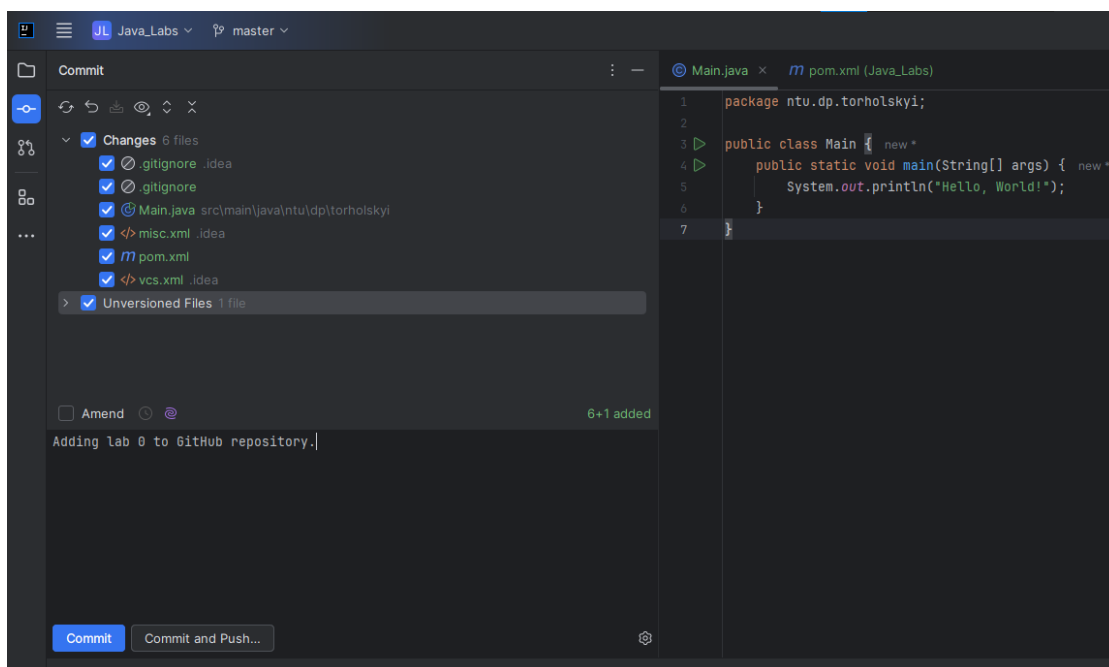 JL Java_Labs master
Commit
Changes 6 files
.gitignore .idea
.gitignore
Main.java src\main\java\ntu\dp\torholskyi
</> misc.xml .idea
m pom.xml
</> vcs.xml .idea
Unversioned Files 1 file
Amend 6+1 added
Adding lab 0 to GitHub repository.
Commit Commit and Push...
Main.java m pom.xml (Java_Labs)
1 package ntu.dp.torholskyi;
2
3 public class Main { new *
4 public static void main(String[] args) { new *
5 System.out.println("Hello, World!");
6 }
7 }